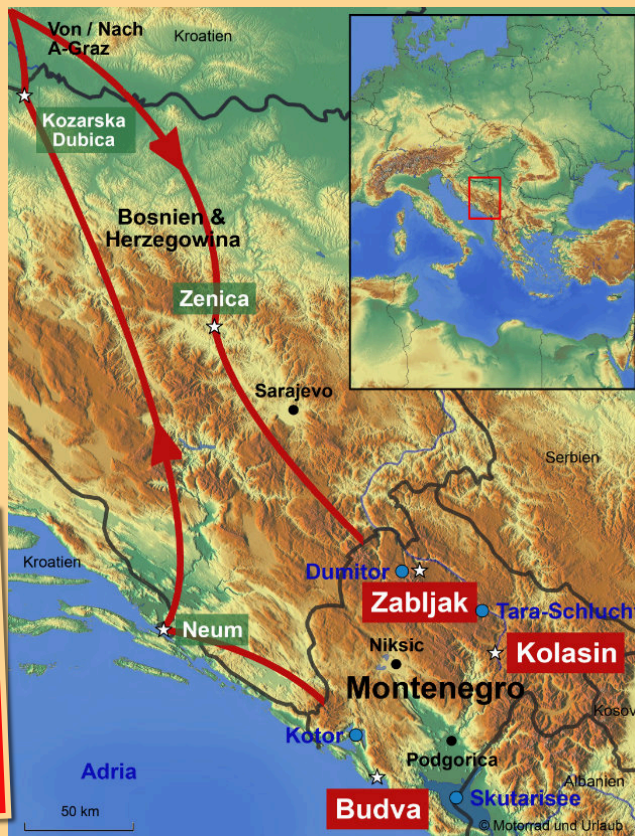 Von / Nach
A-Graz
Kroatien
Kozarska
Dubica
Bosnien &
Herzegowina
Zenica
Sarajevo
Serbien
Kroatien
Dumitor
Zabljak
Tara-Schlucht
Neum
Niksic
Kolasin
Montenegro
Kosov
Kotor
Podgorica
Adria
Albanien
Budva
Skutarisee
50 km
© Motorrad und Urlaub